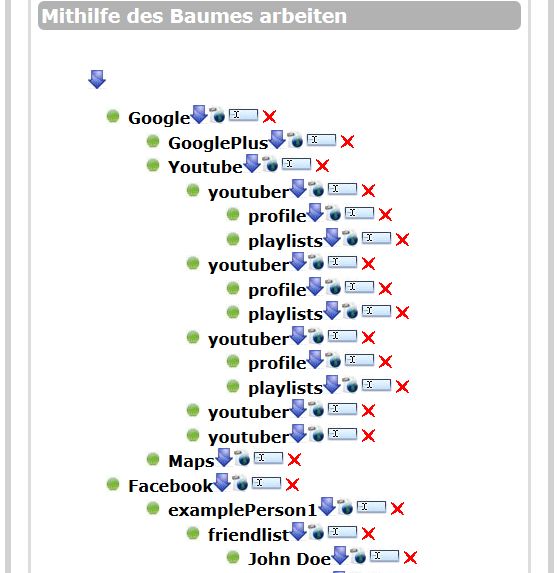 Mithilfe des Baumes arbeiten
Google
GooglePlus
Youtube
youtuber
profile
playlists
youtuber
profile
playlists
youtuber
profile
playlists
youtuber
youtuber
Maps
Facebook
examplePerson1
friendlist
John Doe